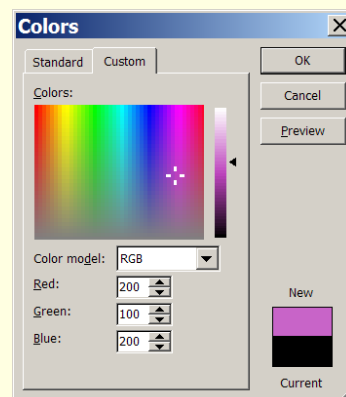 Colors
Standard
Custom
OK
Cancel
Preview
Colors:
Color model:
RGB
Red:
200
Green:
100
Blue:
200
New
Current